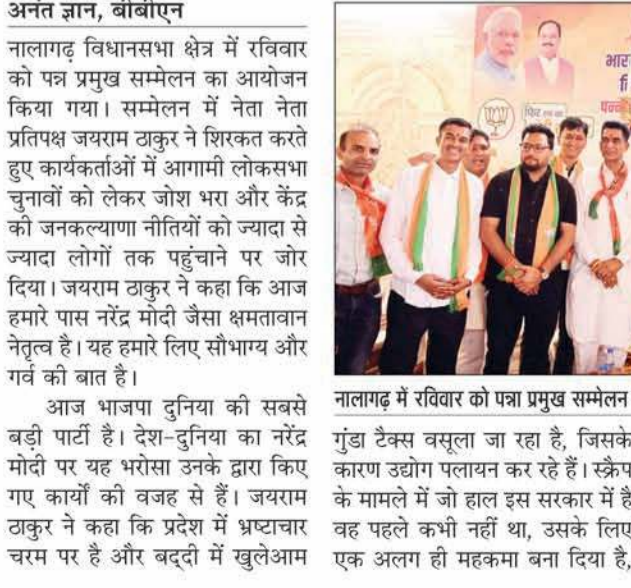 अनंत ज्ञान, बीबीएन
नालागढ़ विधानसभा क्षेत्र में रविवार
को पन्न प्रमुख सम्मेलन का आयोजन
किया गया। सम्मेलन में नेता नेता
प्रतिपक्ष जयराम ठाकुर ने शिरकत करते
हुए कार्यकर्ताओं में आगामी लोकसभा
चुनावों को लेकर जोश भरा और केंद्र
की जनकल्याणा नीतियों को ज्यादा से
ज्यादा लोगों तक पहुंचाने पर जोर
दिया। जयराम ठाकुर ने कहा कि आज
हमारे पास नरेंद्र मोदी जैसा क्षमतावान
नेतृत्व है। यह हमारे लिए सौभाग्य और
गर्व की बात है।
आज भाजपा दुनिया की सबसे
बड़ी पार्टी है। देश-दुनिया का नरेंद्र
मोदी पर यह भरोसा उनके द्वारा किए
गए कार्यों की वजह से हैं। जयराम
ठाकुर ने कहा कि प्रदेश में भ्रष्टाचार
चरम पर है और बद्दी में खुलेआम
भार
फिर
नालागढ़ में रविवार को पन्ना प्रमुख सम्मेलन
गुंडा टैक्स वसूला जा रहा है, जिसके
कारण उद्योग पलायन कर रहे हैं। स्क्रैप
के मामले में जो हाल इस सरकार में है
वह पहले कभी नहीं था, उसके लिए
एक अलग ही महकमा बना दिया है,